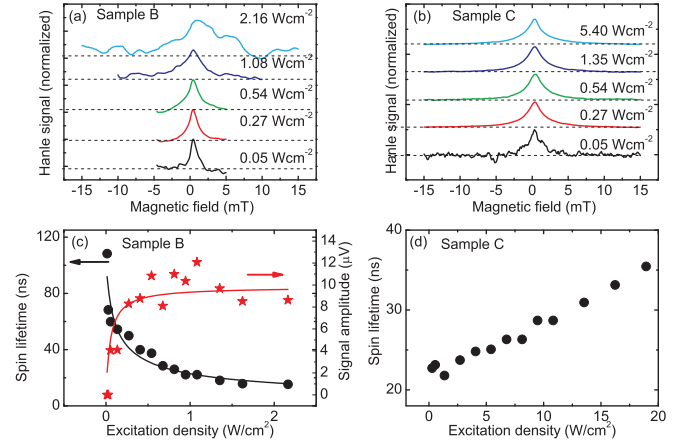 (a) Sample B
2.16 Wcm-2
1.08 Wcm-2
0.54 Wcm-2
0.27 Wcm-2
0.05 Wcm-2
Hanle signal (normalized)
-15 -10 -5 0 5 10 15
Magnetic field (mT)
(b) Sample C
5.40 Wcm-2
1.35 Wcm-2
0.54 Wcm-2
0.27 Wcm-2
0.05 Wcm-2
Hanle signal (normalized)
-15 -10 -5 0 5 10 15
Magnetic field (mT)
(c) Sample B
Spin lifetime (ns)
120
80
40
0
Signal amplitude (μV)
14
12
10
8
6
4
2
0
0 1 2
Excitation density (W/cm2)
(d) Sample C
Spin lifetime (ns)
40
30
20
0 5 10 15 20
Excitation density (W/cm2)